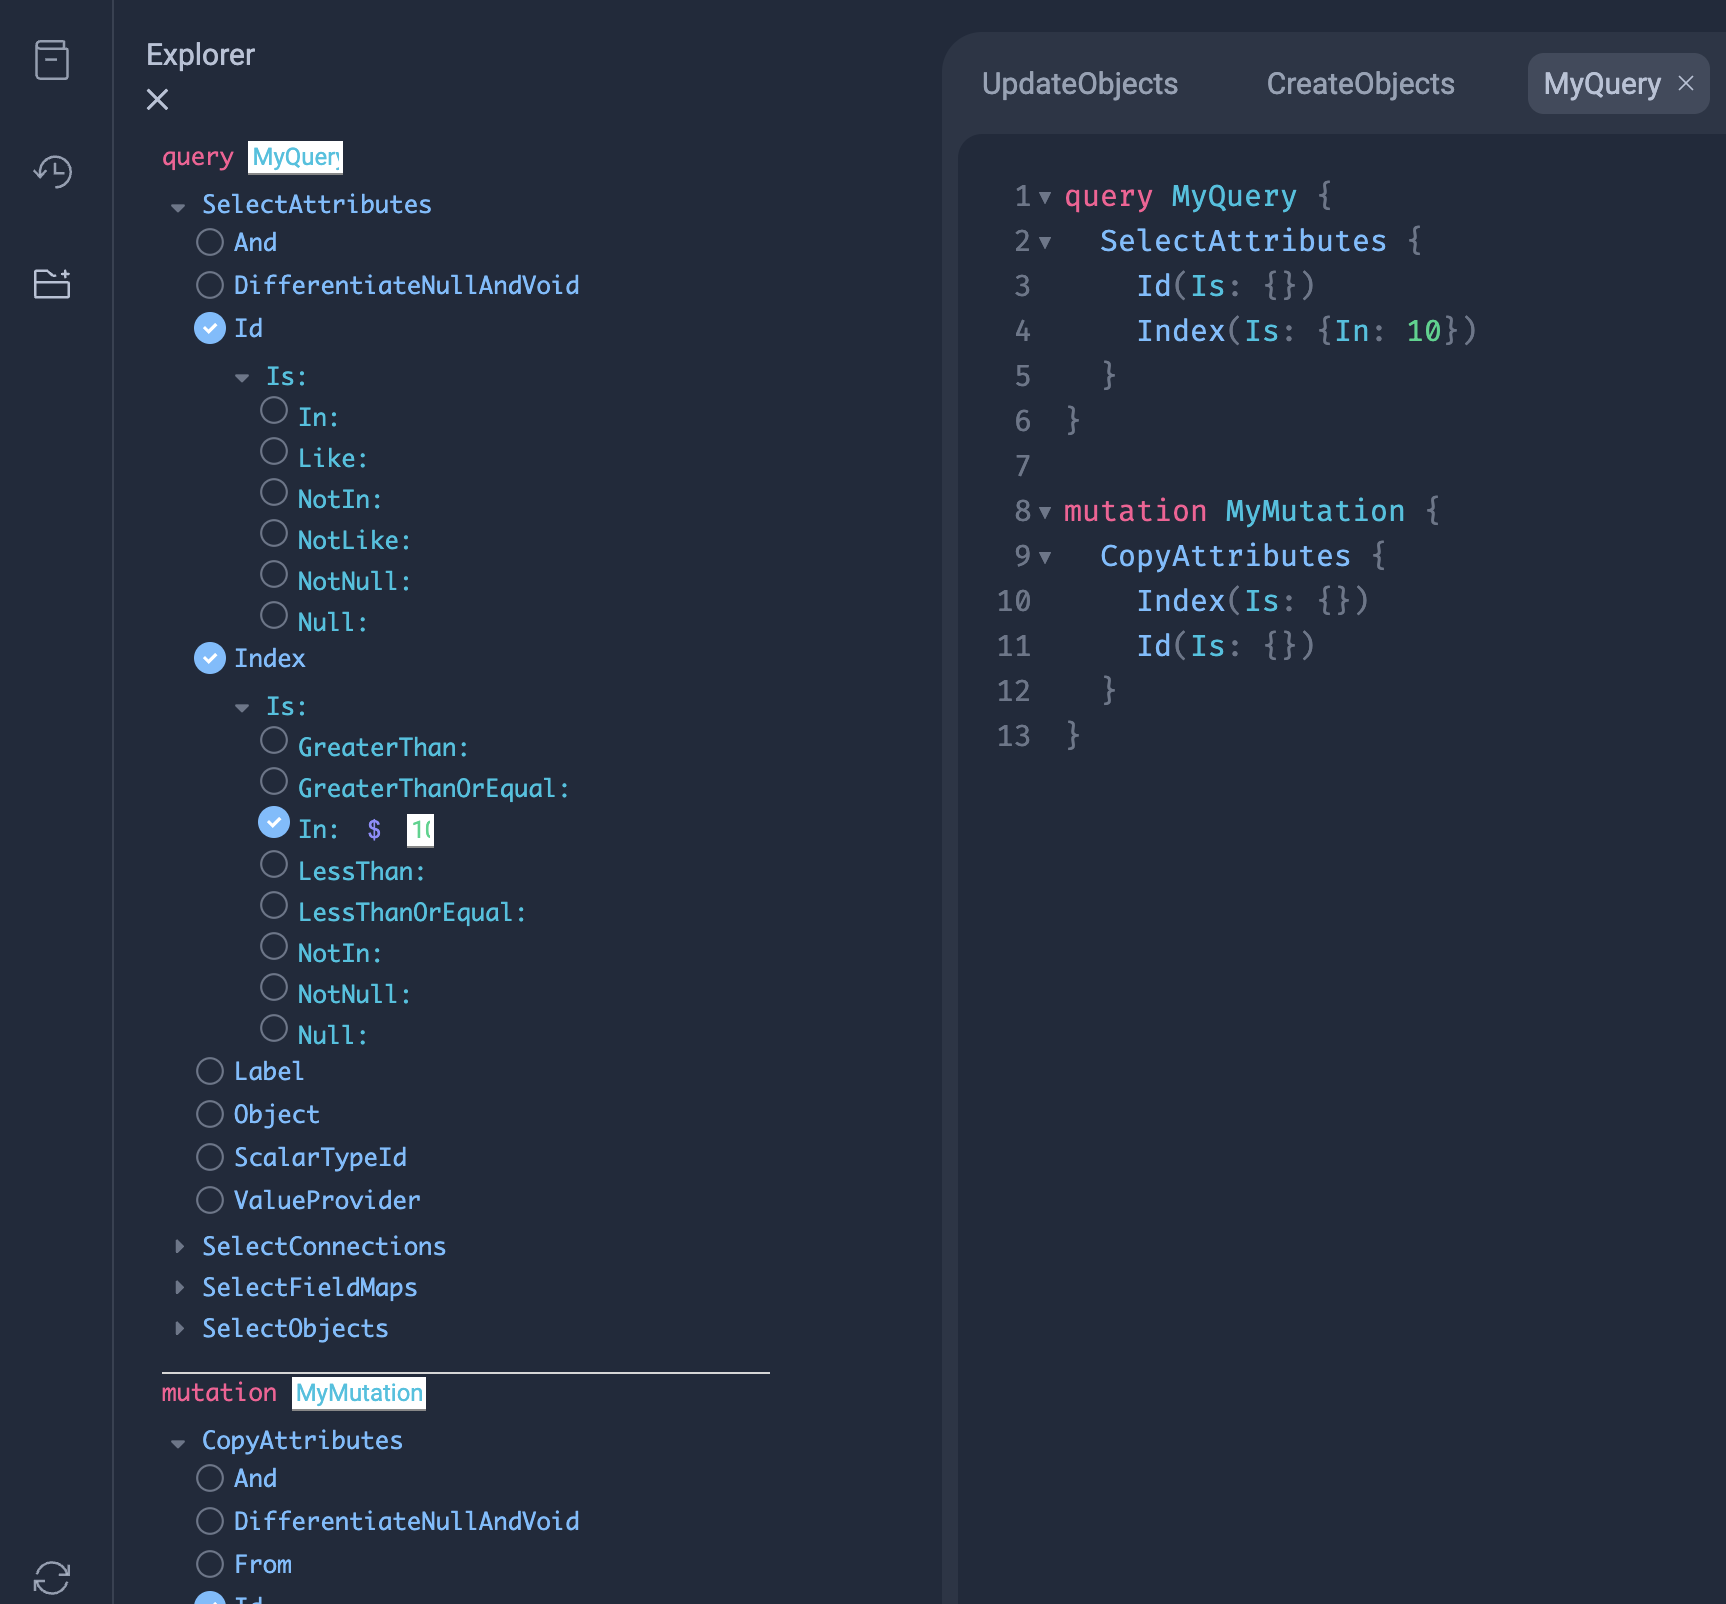 Explorer
query MyQuery
SelectAttributes
And
DifferentiateNullAndVoid
Id
Is:
In:
Like:
NotIn:
NotLike:
NotNull:
Null:
Index
Is:
GreaterThan:
GreaterThanOrEqual:
In: $ 10
LessThan:
LessThanOrEqual:
NotIn:
NotNull:
Null:
Label
Object
ScalarTypeId
ValueProvider
SelectConnections
SelectFieldMaps
SelectObjects
mutation MyMutation
CopyAttributes
And
DifferentiateNullAndVoid
From
Id
UpdateObjects CreateObjects MyQuery
1 query MyQuery {
2 SelectAttributes {
3 Id(Is: {})
4 Index(Is: {In: 10})
5 }
6 }
7
8 mutation MyMutation {
9 CopyAttributes {
10 Index(Is: {})
11 Id(Is: {})
12 }
13 }